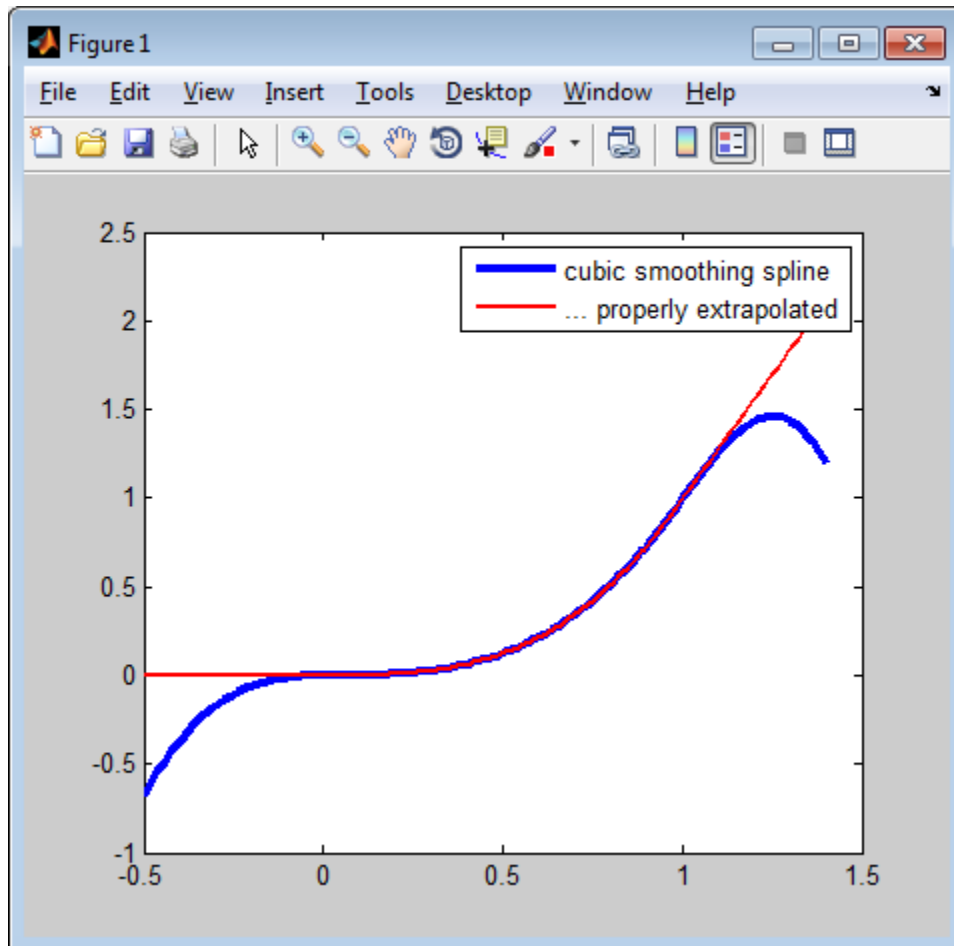 Figure 1
File Edit View Insert Tools Desktop Window Help
2.5
cubic smoothing spline
... properly extrapolated
2
1.5
1
0.5
0
-0.5
-1
-0.5 0 0.5 1 1.5